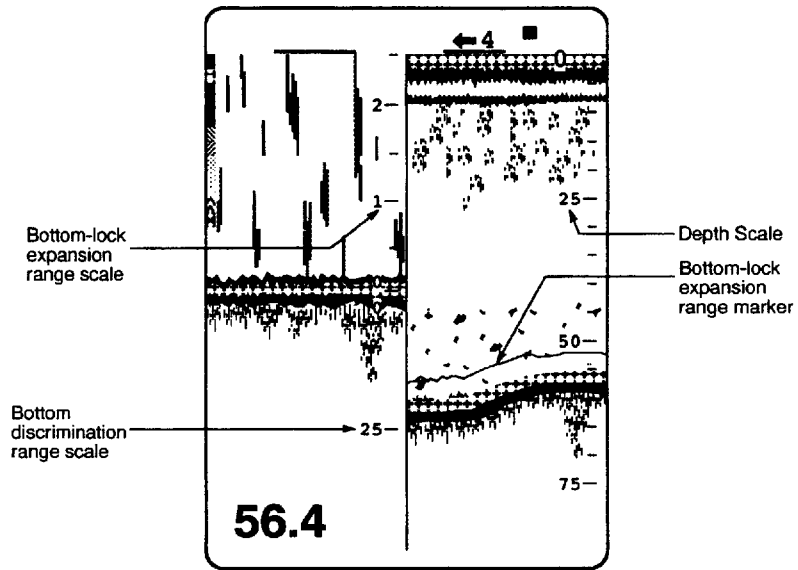 4
0
2
1
25
Bottom-lock
expansion
range scale
Depth Scale
Bottom-lock
expansion
range marker
0
50
Bottom
discrimination
range scale
25
75
56.4